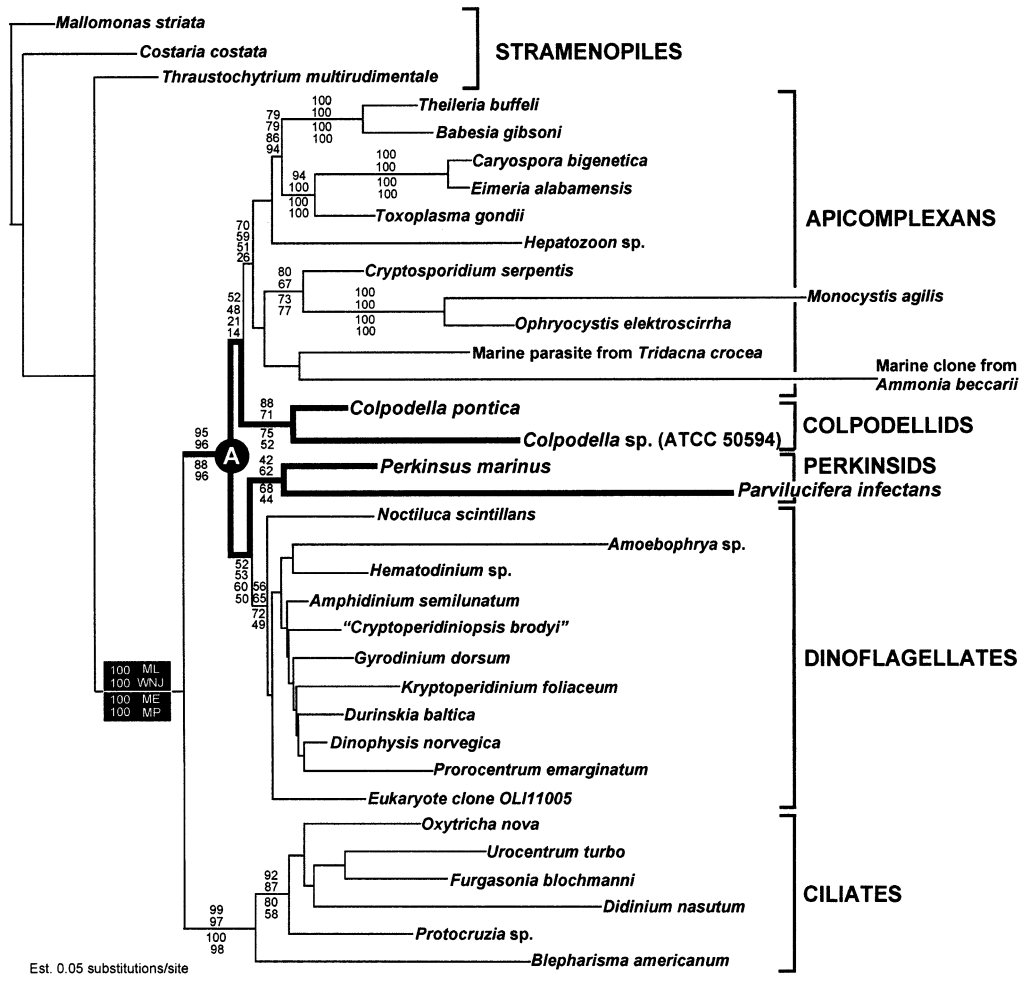 Mallomonas striata
Costaria costata
STRAMENOPILES
Thraustochytrium multirudimentale
100
100
100
100
Theileria buffeli
Babesia gibsoni
79
79
86
94
100
100
100
100
Caryospora bigenetica
Eimeria alabamensis
94
100
100
100
Toxoplasma gondii
APICOMPLEXANS
70
59
51
26
Hepatozoon sp.
80
67
73
77
Cryptosporidium serpentis
100
100
100
100
Monocystis agilis
Ophryocystis elektroscirrha
52
48
21
14
Marine parasite from Tridacna crocea
Marine clone from
Ammonia beccarii
88
71
75
52
Colpodella pontica
COLPODELLIDS
Colpodella sp. (ATCC 50594)
95
96
88
96
A
42
62
68
44
Perkinsus marinus
PERKINSIDS
Parvilucifera infectans
Noctiluca scintillans
Amoebophrya sp.
52
53
60
50
56
65
72
49
Hematodinium sp.
Amphidinium semilunatum
“Cryptoperidiniopsis brodyi”
Gyrodinium dorsum
DINOFLAGELLATES
Kryptoperidinium foliaceum
100 ML
100 WNJ
100 ME
100 MP
Durinskia baltica
Dinophysis norvegica
Prorocentrum emarginatum
Eukaryote clone OLI11005
Oxytricha nova
Urocentrum turbo
92
87
80
58
Furgasonia blochmanni
CILIATES
Didinium nasutum
99
97
100
98
Protocruzia sp.
Blepharisma americanum
Est. 0.05 substitutions/site